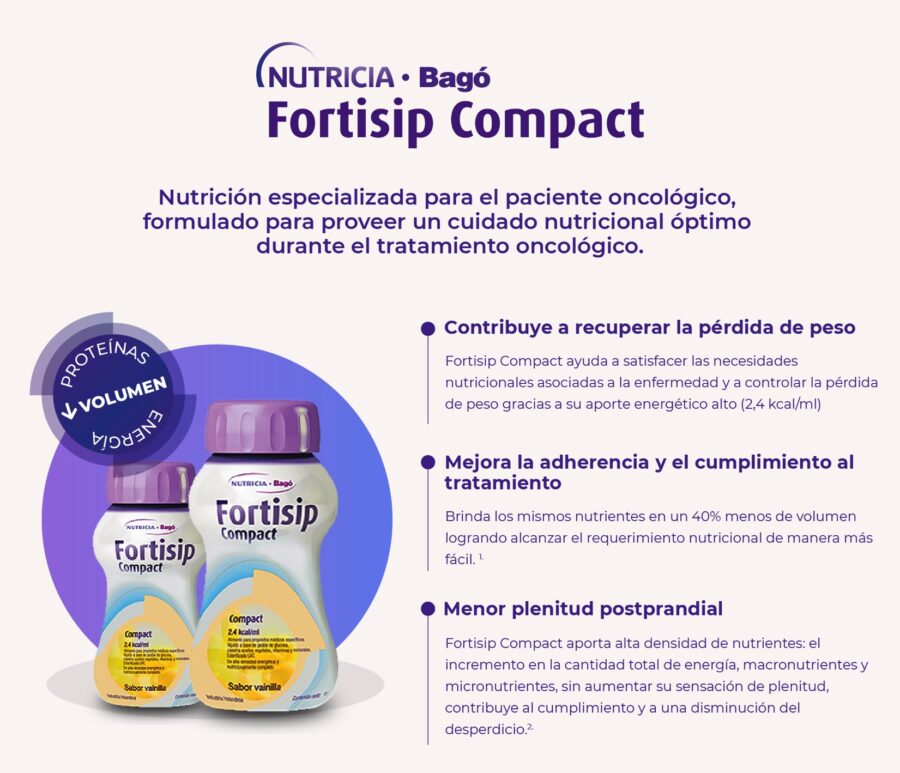 NUTRICIA • Bagó
Fortisip Compact
Nutrición especializada para el paciente oncológico,
formulado para proveer un cuidado nutricional óptimo
durante el tratamiento oncológico.
PROTEÍNAS
↓ VOLUMEN
ENERGÍA
NUTRICIA • Bagó
Fortisip
Compact
Compact
2.4 kcal/ml
Sabor vainilla
NUTRICIA • Bagó
Fortisip
Compact
Compact
2.4 kcal/ml
Alimento para propósitos médicos específicos
Sabor vainilla
Contribuye a recuperar la pérdida de peso
Fortisip Compact ayuda a satisfacer las necesidades
nutricionales asociadas a la enfermedad y a controlar la pérdida
de peso gracias a su aporte energético alto (2,4 kcal/ml)
Mejora la adherencia y el cumplimiento al
tratamiento
Brinda los mismos nutrientes en un 40% menos de volumen
logrando alcanzar el requerimiento nutricional de manera más
fácil. 1.
Menor plenitud postprandial
Fortisip Compact aporta alta densidad de nutrientes: el
incremento en la cantidad total de energía, macronutrientes y
micronutrientes, sin aumentar su sensación de plenitud,
contribuye al cumplimiento y a una disminución del
desperdicio.2.